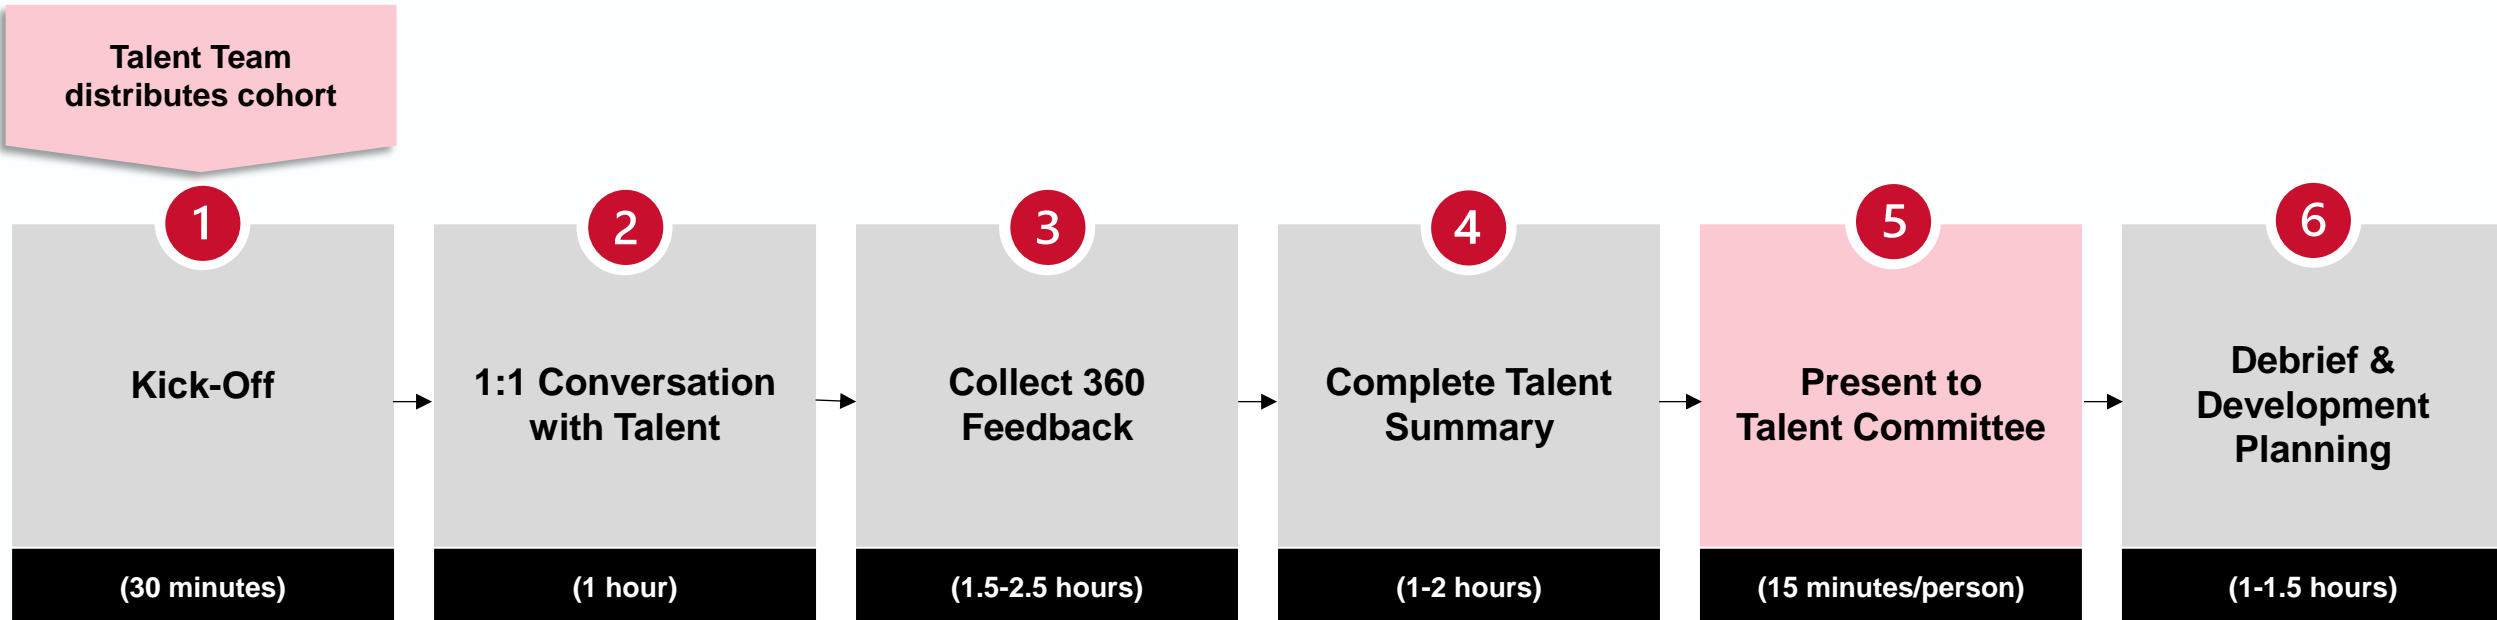 Talent Team
distributes cohort
1
Kick-Off
(30 minutes)
2
1:1 Conversation
with Talent
(1 hour)
3
Collect 360
Feedback
(1.5-2.5 hours)
4
Complete Talent
Summary
(1-2 hours)
5
Present to
Talent Committee
(15 minutes/person)
6
Debrief &
Development
Planning
(1-1.5 hours)